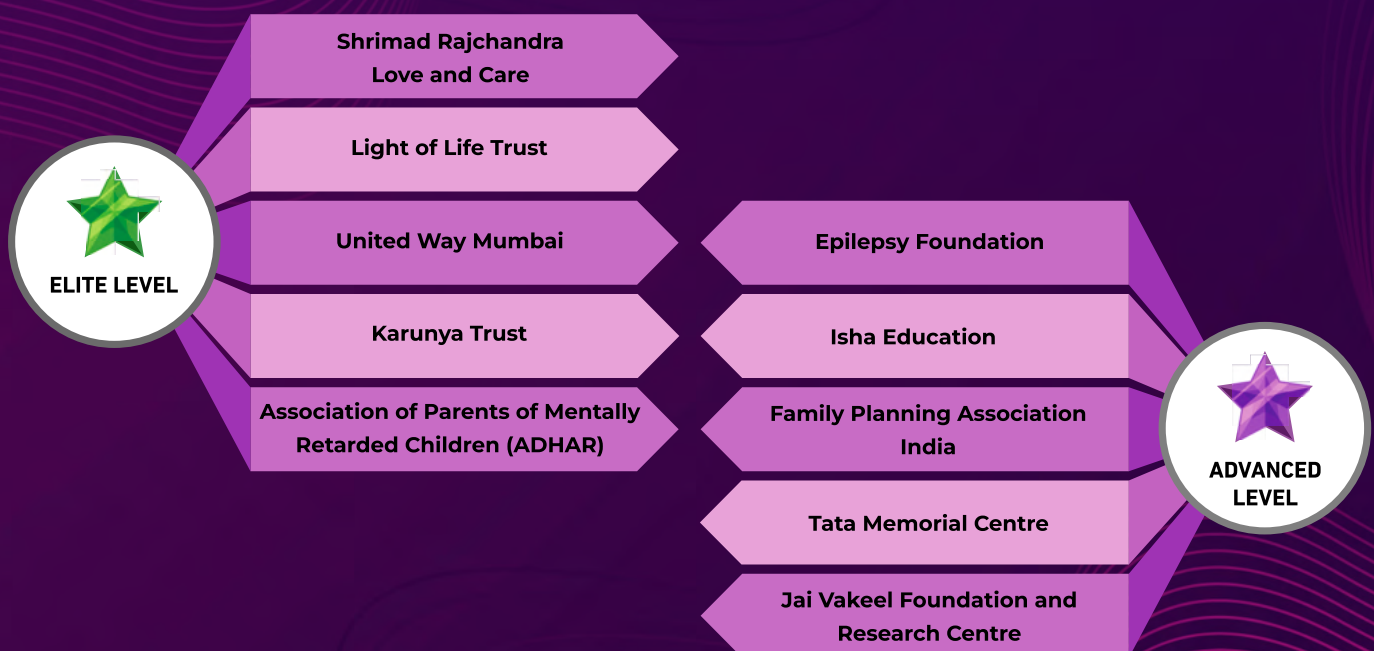 ELITE LEVEL
Shrimad Rajchandra
Love and Care
Light of Life Trust
United Way Mumbai
Karunya Trust
Association of Parents of Mentally
Retarded Children (ADHAR)
ADVANCED
LEVEL
Epilepsy Foundation
Isha Education
Family Planning Association
India
Tata Memorial Centre
Jai Vakeel Foundation and
Research Centre